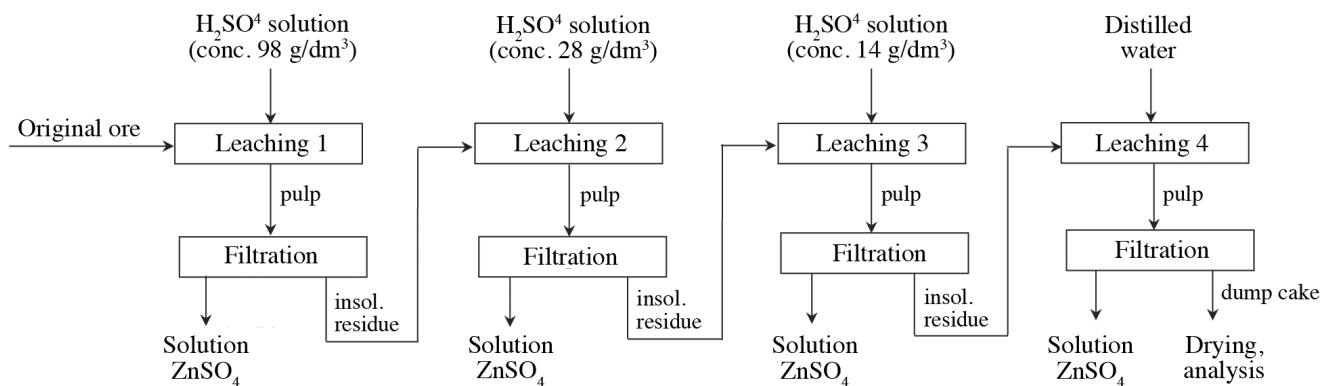 H₂SO⁴ solution
(conc. 98 g/dm³)
H₂SO⁴ solution
(conc. 28 g/dm³)
H₂SO⁴ solution
(conc. 14 g/dm³)
Distilled
water
Original ore
Leaching 1
Leaching 2
Leaching 3
Leaching 4
pulp
pulp
pulp
pulp
Filtration
Filtration
Filtration
Filtration
insol.
residue
insol.
residue
insol.
residue
dump cake
Solution
ZnSO₄
Solution
ZnSO₄
Solution
ZnSO₄
Solution
ZnSO₄
Drying,
analysis